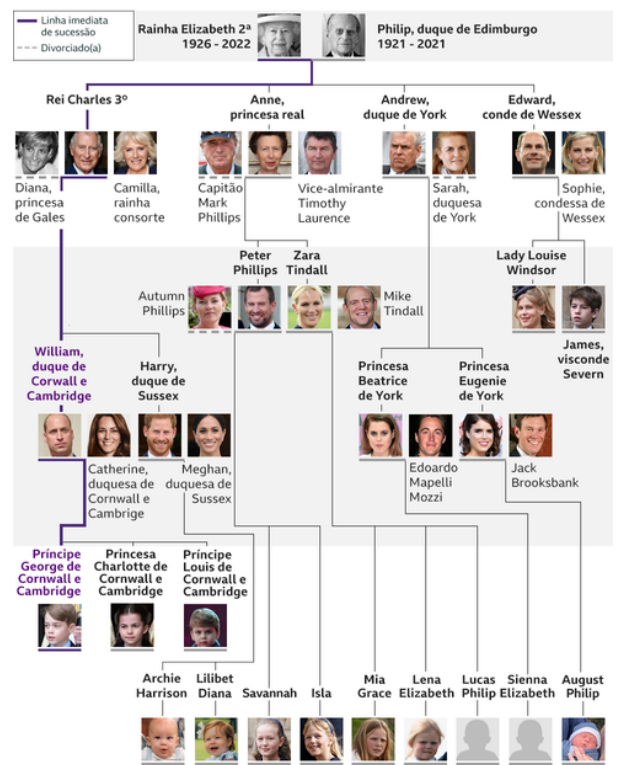 Linha imediata
de sucessão
Divorciado(a)
Rainha Elizabeth 2ª
1926 - 2022
Philip, duque de Edimburgo
1921 - 2021
Rei Charles 3º
Anne,
princesa real
Andrew,
duque de York
Edward,
conde de Wessex
Diana,
princesa
de Gales
Camilla,
rainha
consorte
Capitão
Mark
Phillips
Vice-almirante
Timothy
Laurence
Sarah,
duquesa
de York
Sophie,
condessa de
Wessex
Peter
Phillips
Zara
Tindall
Lady Louise
Windsor
Autumn
Phillips
Mike
Tindall
James,
visconde
Severn
William,
duque de
Corwall e
Cambridge
Harry,
duque de
Sussex
Princesa
Beatrice
de York
Princesa
Eugenie
de York
Catherine,
duquesa de
Cornwall e
Cambrige
Meghan,
duquesa de
Sussex
Edoardo
Mapelli
Mozzi
Jack
Brooksbank
Príncipe
George de
Cornwall e
Cambridge
Princesa
Charlotte de
Cornwall e
Cambridge
Príncipe
Louis de
Cornwall e
Cambridge
Archie
Harrison
Lilibet
Diana
Savannah
Isla
Mia
Grace
Lena
Elizabeth
Lucas
Philip
Sienna
Elizabeth
August
Philip